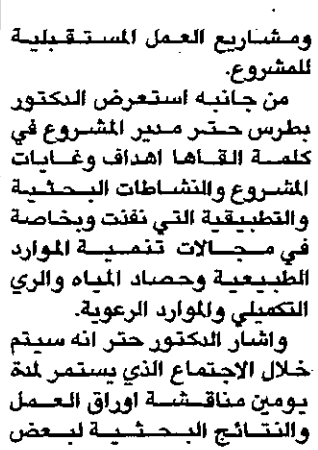 ومشاريع العمل المستقبلية
للمشروع.
من جانبه استعرض الدكتور
بطرس حتر مدير المشروع في
كلمة القاها اهداف وغايات
المشروع والنشاطات البحثية
والتطبيقية التي نفذت وبخاصة
في مجالات تنمية الموارد
الطبيعية وحصاد المياه والري
التكميلي والموارد الرعوية.
واشار الدكتور حتر انه سيتم
خلال الاجتماع الذي يستمر لمدة
يومين مناقشة اوراق العمل
والنتائج البحثية لبعض